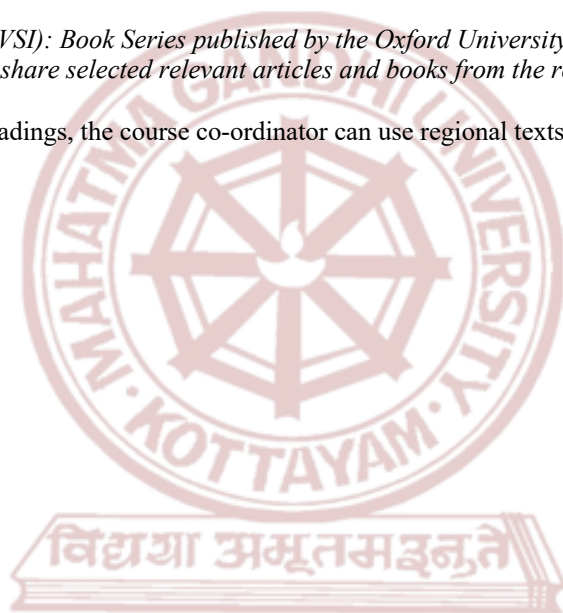 VSI): Book Series published by the Oxford University
share selected relevant articles and books from the re
adings, the course co-ordinator can use regional texts
MAHATMA GANDHI UNIVERSITY
KOTTAYAM
विद्यया अमृतमश्नुते